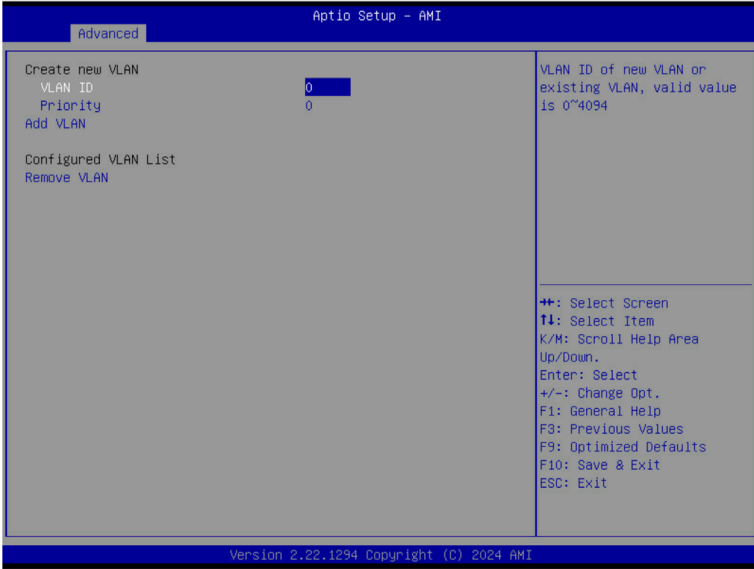 Aptio Setup - AMI
Advanced
Create new VLAN
VLAN ID 0
Priority 0
Add VLAN
Configured VLAN List
Remove VLAN
VLAN ID of new VLAN or
existing VLAN, valid value
is 0~4094
→←: Select Screen
↑↓: Select Item
K/M: Scroll Help Area
Up/Down.
Enter: Select
+/-: Change Opt.
F1: General Help
F3: Previous Values
F9: Optimized Defaults
F10: Save & Exit
ESC: Exit
Version 2.22.1294 Copyright (C) 2024 AMI